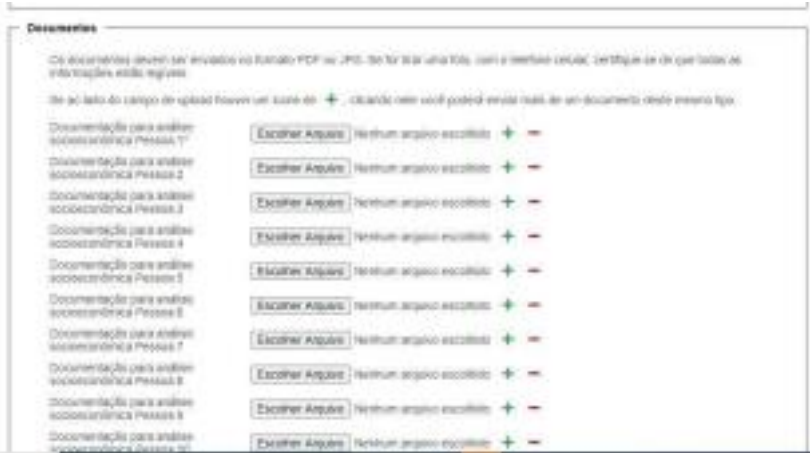 Documentos
Os documentos devem ser enviados no formato PDF ou JPG. Se for tirar uma foto, com o telefone celular, certifique-se de que todas as
informações estão legíveis.
Se ao lado do campo de upload houver um ícone de + , clicando nele você poderá enviar mais de um documento deste mesmo tipo.
Documentação para análise
socioeconômica Pessoa 1*
Escolher Arquivo Nenhum arquivo escolhido + −
Documentação para análise
socioeconômica Pessoa 2
Escolher Arquivo Nenhum arquivo escolhido + −
Documentação para análise
socioeconômica Pessoa 3
Escolher Arquivo Nenhum arquivo escolhido + −
Documentação para análise
socioeconômica Pessoa 4
Escolher Arquivo Nenhum arquivo escolhido + −
Documentação para análise
socioeconômica Pessoa 5
Escolher Arquivo Nenhum arquivo escolhido + −
Documentação para análise
socioeconômica Pessoa 6
Escolher Arquivo Nenhum arquivo escolhido + −
Documentação para análise
socioeconômica Pessoa 7
Escolher Arquivo Nenhum arquivo escolhido + −
Documentação para análise
socioeconômica Pessoa 8
Escolher Arquivo Nenhum arquivo escolhido + −
Documentação para análise
socioeconômica Pessoa 9
Escolher Arquivo Nenhum arquivo escolhido + −
Documentação para análise
socioeconômica Pessoa 10
Escolher Arquivo Nenhum arquivo escolhido + −